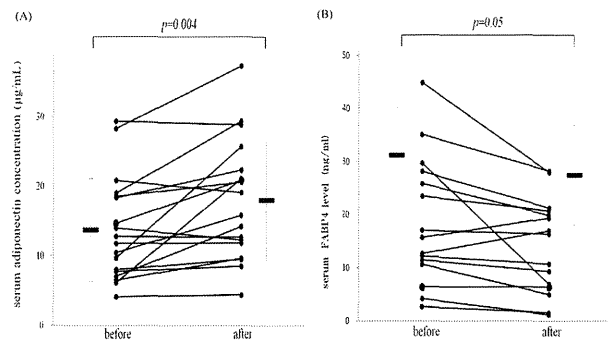 (A)
p=0.004
serum adiponectin concentration (µg/mL)
30
20
10
0
before
after
(B)
p=0.05
serum FABP4 level (ng/ml)
50
40
30
20
10
0
before
after